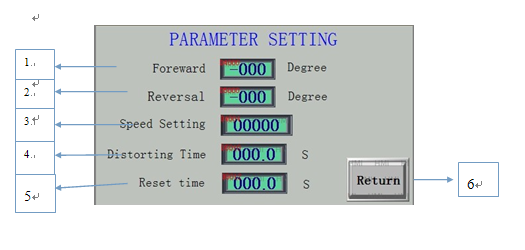 PARAMETER SETTING
1. Foreward -000 Degree
2. Reversal -000 Degree
3. Speed Setting 00000
4. Distorting Time 000.0 S
5 Reset time 000.0 S
Return 6